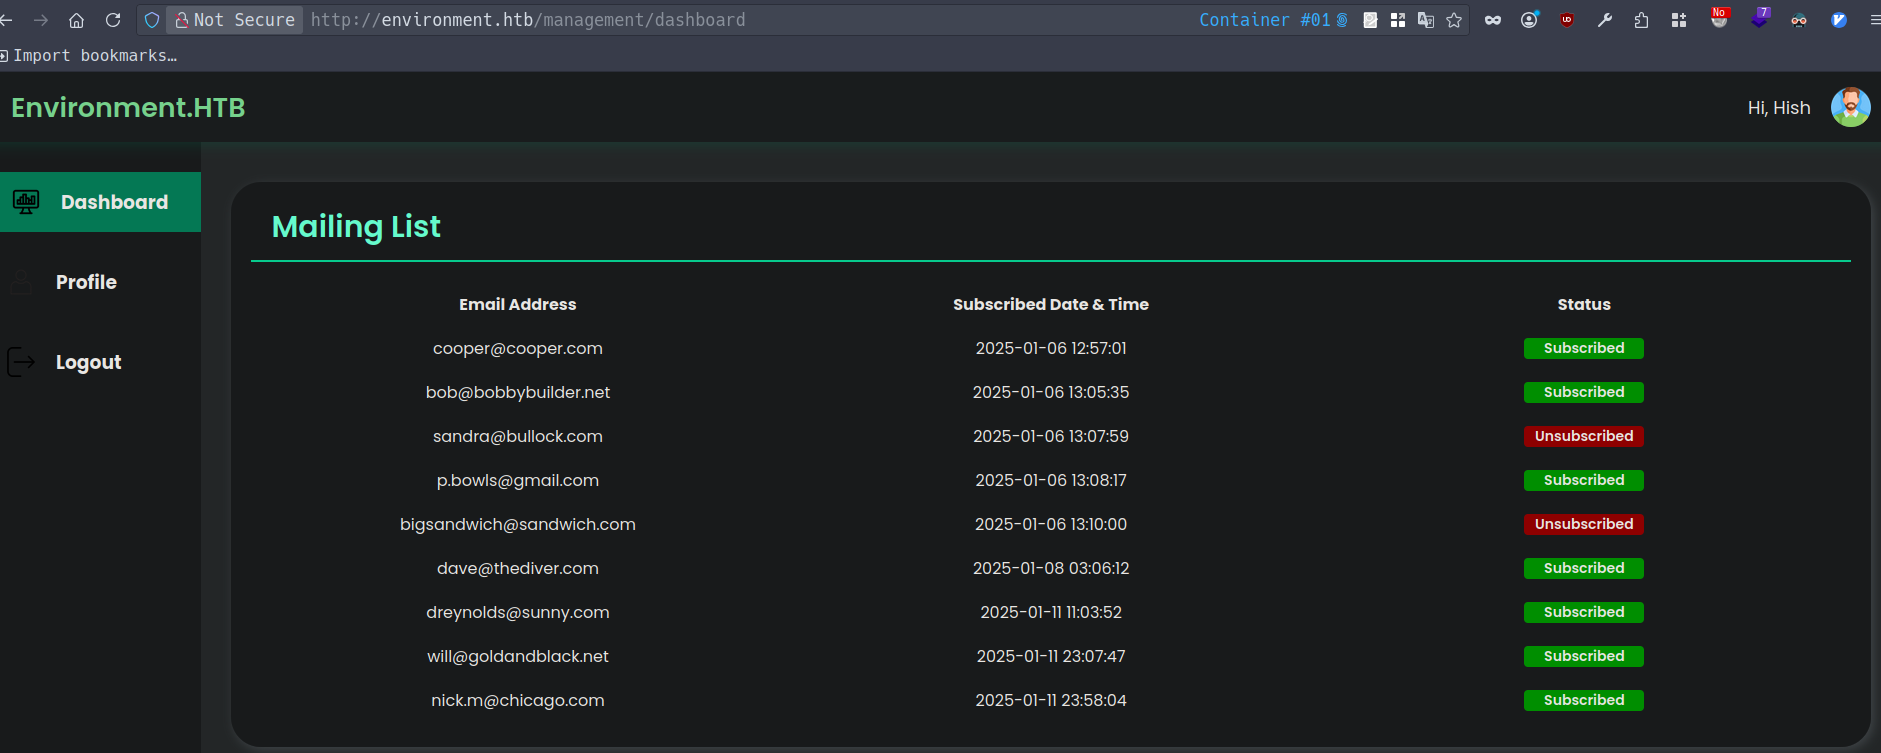 Not Secure http://environment.htb/management/dashboard Container #01 No 7
Import bookmarks…
Environment.HTB Hi, Hish
Dashboard
Profile
Logout
Mailing List
Email Address Subscribed Date & Time Status
cooper@cooper.com 2025-01-06 12:57:01 Subscribed
bob@bobbybuilder.net 2025-01-06 13:05:35 Subscribed
sandra@bullock.com 2025-01-06 13:07:59 Unsubscribed
p.bowls@gmail.com 2025-01-06 13:08:17 Subscribed
bigsandwich@sandwich.com 2025-01-06 13:10:00 Unsubscribed
dave@thediver.com 2025-01-08 03:06:12 Subscribed
dreynolds@sunny.com 2025-01-11 11:03:52 Subscribed
will@goldandblack.net 2025-01-11 23:07:47 Subscribed
nick.m@chicago.com 2025-01-11 23:58:04 Subscribed